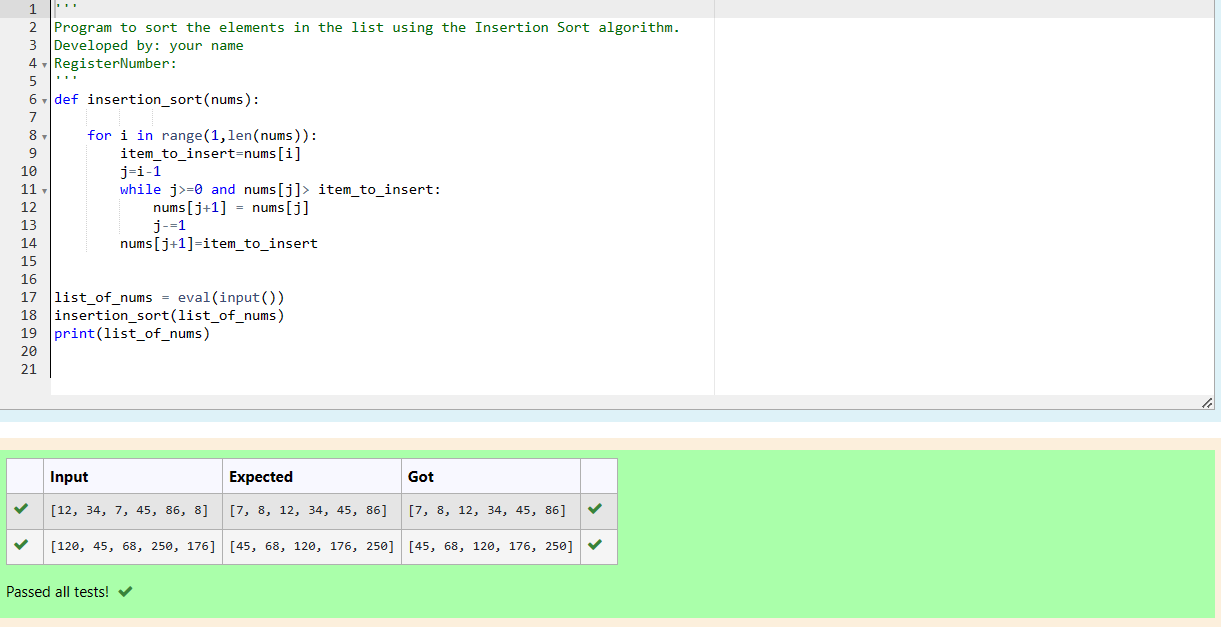 1 '''
2 Program to sort the elements in the list using the Insertion Sort algorithm.
3 Developed by: your name
4 RegisterNumber:
5 '''
6 def insertion_sort(nums):
7
8     for i in range(1,len(nums)):
9         item_to_insert=nums[i]
10         j=i-1
11         while j>=0 and nums[j]> item_to_insert:
12             nums[j+1] = nums[j]
13             j-=1
14         nums[j+1]=item_to_insert
15
16
17 list_of_nums = eval(input())
18 insertion_sort(list_of_nums)
19 print(list_of_nums)
20
21
Input Expected Got
[12, 34, 7, 45, 86, 8] [7, 8, 12, 34, 45, 86] [7, 8, 12, 34, 45, 86]
[120, 45, 68, 250, 176] [45, 68, 120, 176, 250] [45, 68, 120, 176, 250]
Passed all tests!